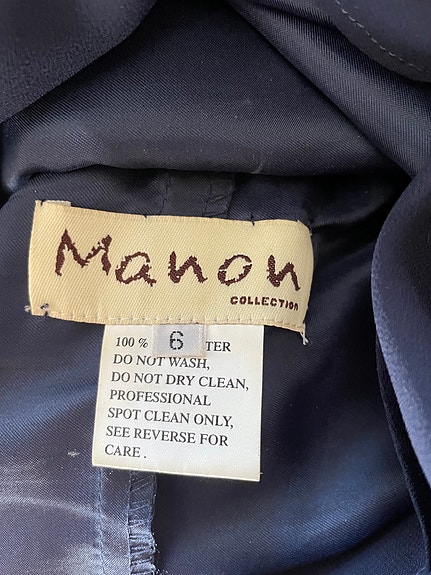 Manon
COLLECTION
6
100 % TER
DO NOT WASH,
DO NOT DRY CLEAN,
PROFESSIONAL
SPOT CLEAN ONLY,
SEE REVERSE FOR
CARE .